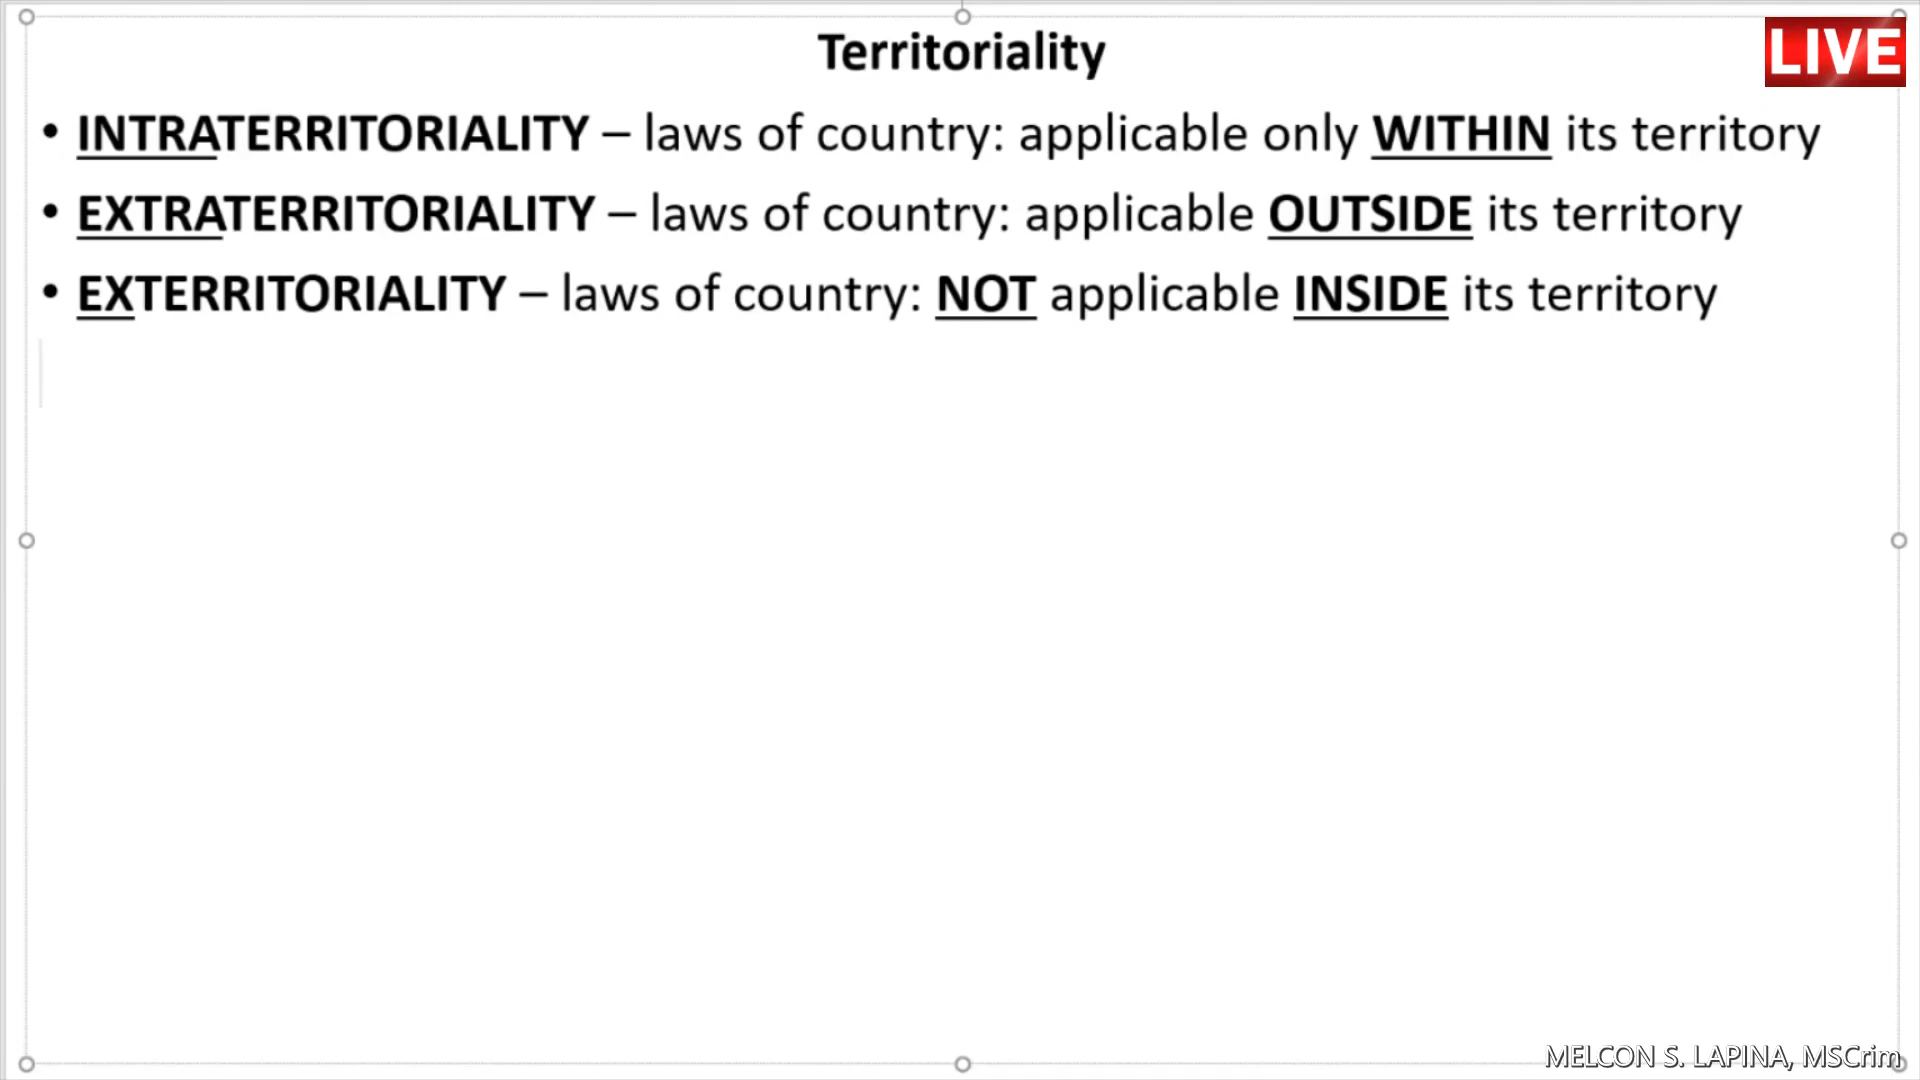 Territoriality
LIVE
• INTRATERRITORIALITY – laws of country: applicable only WITHIN its territory
• EXTRATERRITORIALITY – laws of country: applicable OUTSIDE its territory
• EXTERRITORIALITY – laws of country: NOT applicable INSIDE its territory
MELCON S. LAPINA, MSCrim